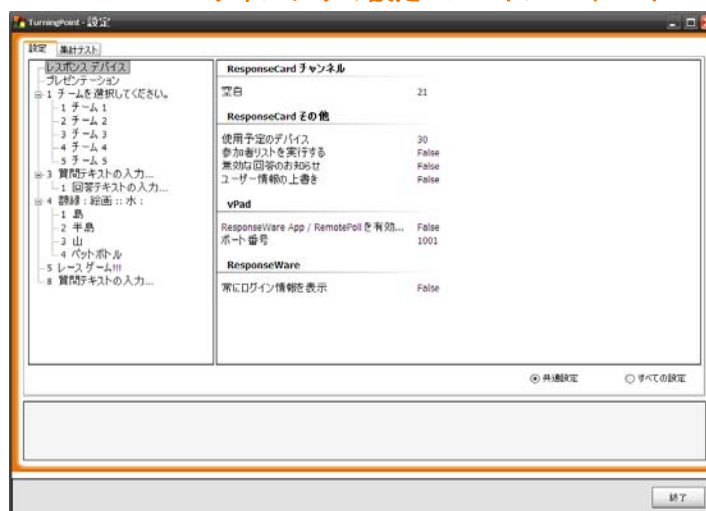 TurningPoint - 設定
設定 集計テスト
レスポンス デバイス
プレゼンテーション
1 チームを選択してください。
1 チーム 1
2 チーム 2
3 チーム 3
4 チーム 4
5 チーム 5
3 質問テキストの入力...
1 回答テキストの入力...
4 額縁 : 絵画 :: 水 :
1 島
2 半島
3 山
4 ペットボトル
5 レース ゲーム!!!
8 質問テキストの入力...
ResponseCard チャンネル
空白 21
ResponseCard その他
使用予定のデバイス 30
参加者リストを実行する False
無効な回答のお知らせ False
ユーザー情報の上書き False
vPad
ResponseWare App / RemotePoll を有効... False
ポート番号 1001
ResponseWare
常にログイン情報を表示 False
共通設定 すべての設定
終了